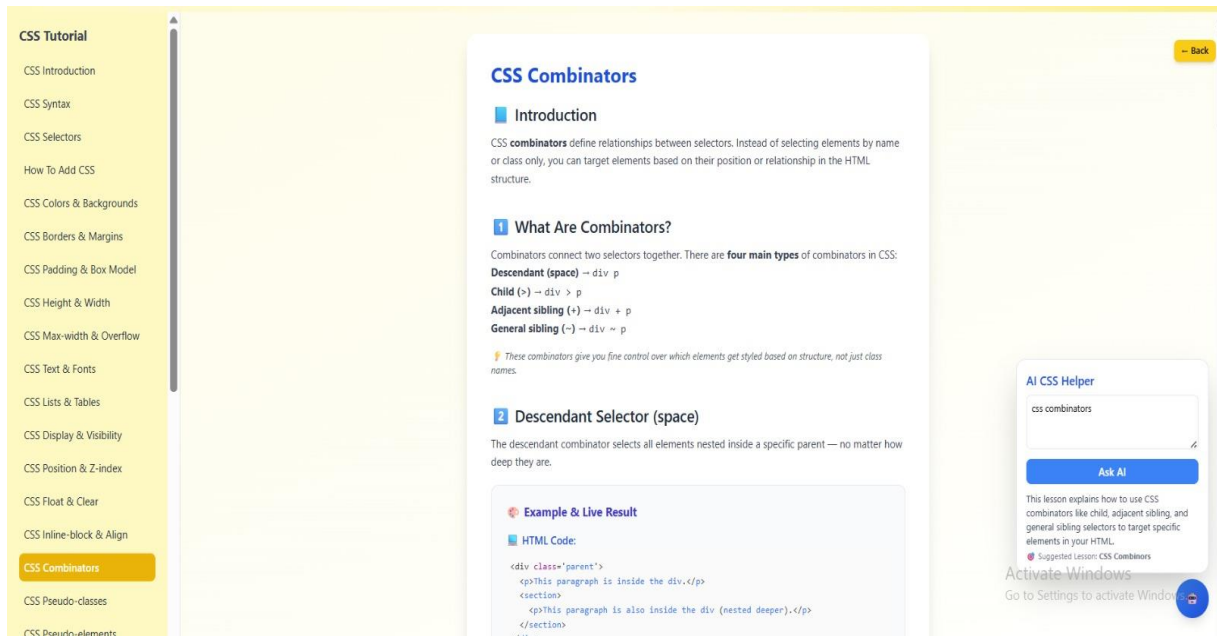 CSS Tutorial
CSS Introduction
CSS Syntax
CSS Selectors
How To Add CSS
CSS Colors & Backgrounds
CSS Borders & Margins
CSS Padding & Box Model
CSS Height & Width
CSS Max-width & Overflow
CSS Text & Fonts
CSS Lists & Tables
CSS Display & Visibility
CSS Position & Z-index
CSS Float & Clear
CSS Inline-block & Align
CSS Combinators
CSS Pseudo-classes
CSS Pseudo-elements
← Back
CSS Combinators
📘 Introduction
CSS combinators define relationships between selectors. Instead of selecting elements by name
or class only, you can target elements based on their position or relationship in the HTML
structure.
1️⃣ What Are Combinators?
Combinators connect two selectors together. There are four main types of combinators in CSS:
Descendant (space) → div p
Child (>) → div > p
Adjacent sibling (+) → div + p
General sibling (~) → div ~ p
💡 These combinators give you fine control over which elements get styled based on structure, not just class
names.
2️⃣ Descendant Selector (space)
The descendant combinator selects all elements nested inside a specific parent — no matter how
deep they are.
Example & Live Result
HTML Code:
<div class="parent">
<p>This paragraph is inside the div.</p>
<section>
<p>This paragraph is also inside the div (nested deeper).</p>
</section>
AI CSS Helper
css combinators
Ask AI
This lesson explains how to use CSS
combinators like child, adjacent sibling, and
general sibling selectors to target specific
elements in your HTML.
Suggested Lesson: CSS Combinors
Activate Windows
Go to Settings to activate Windows.